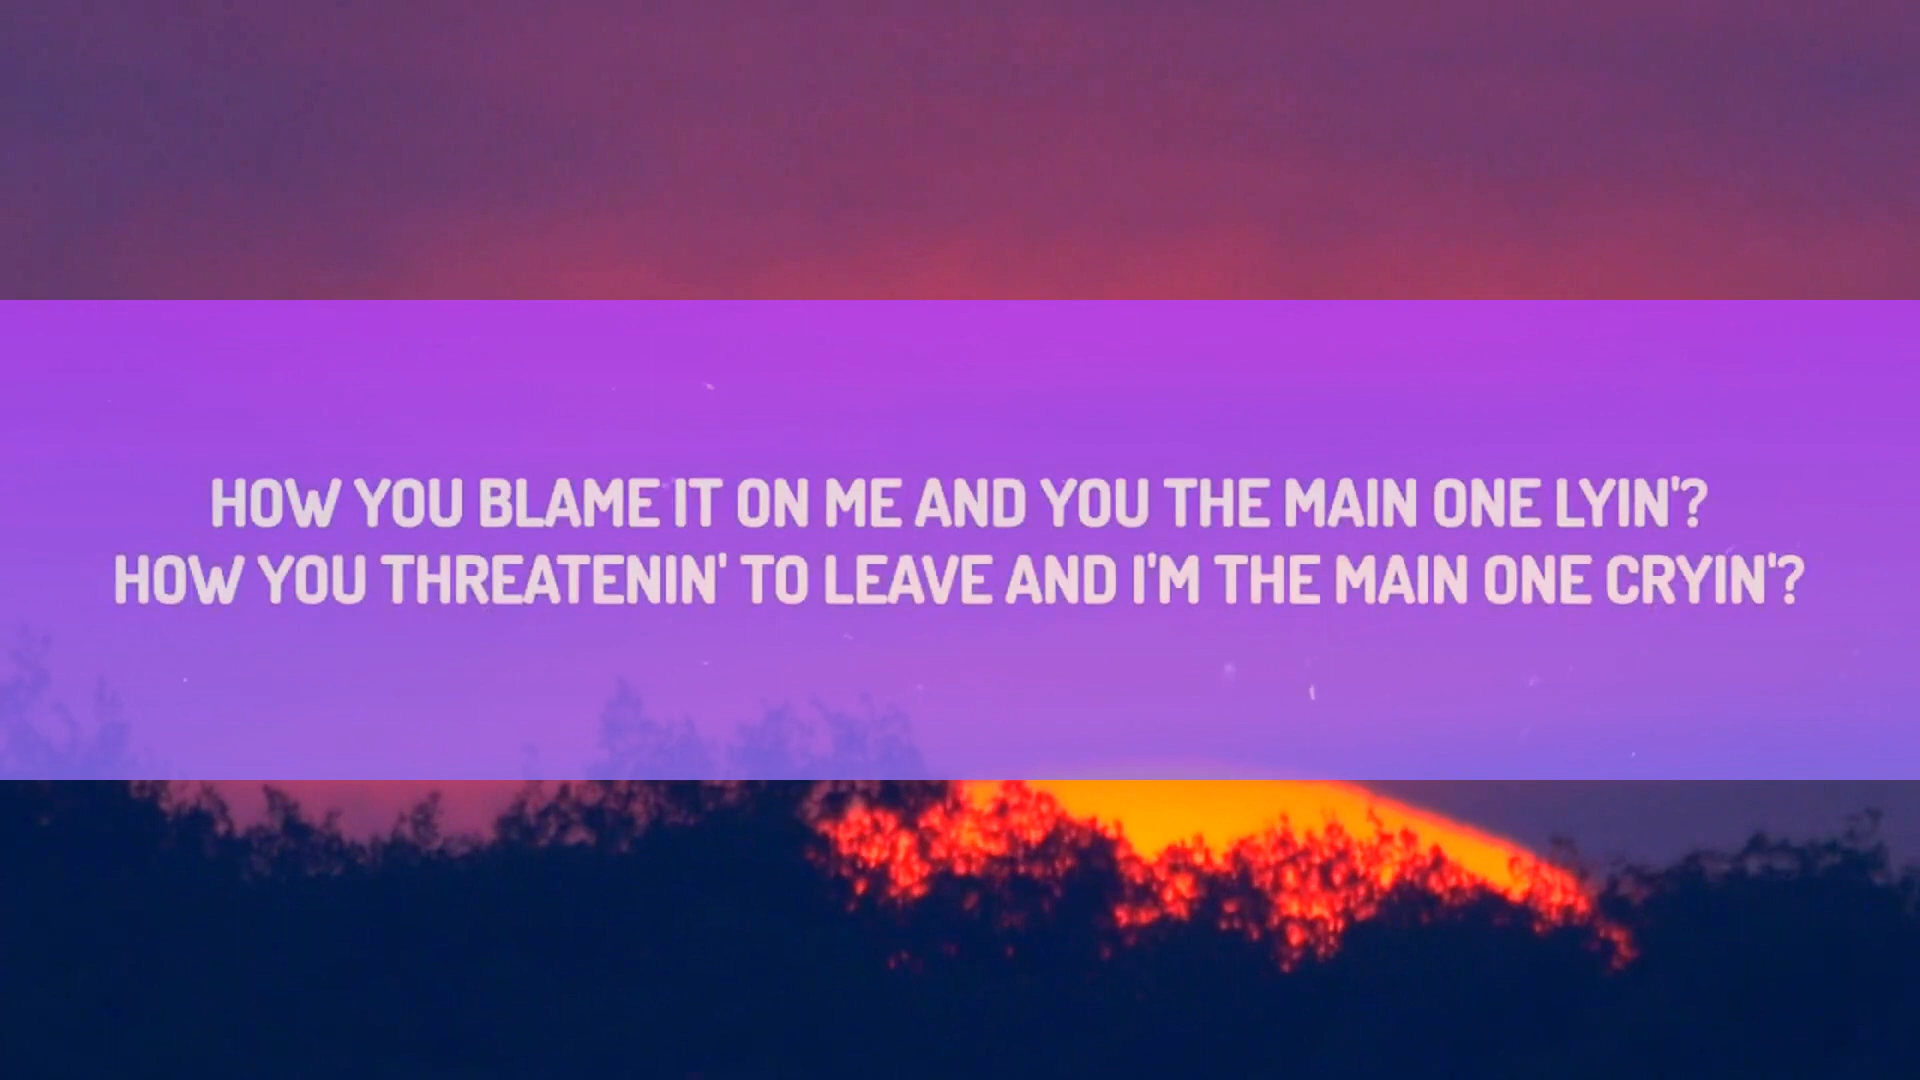 HOW YOU BLAME IT ON ME AND YOU THE MAIN ONE LYIN'?
HOW YOU THREATENIN' TO LEAVE AND I'M THE MAIN ONE CRYIN'?